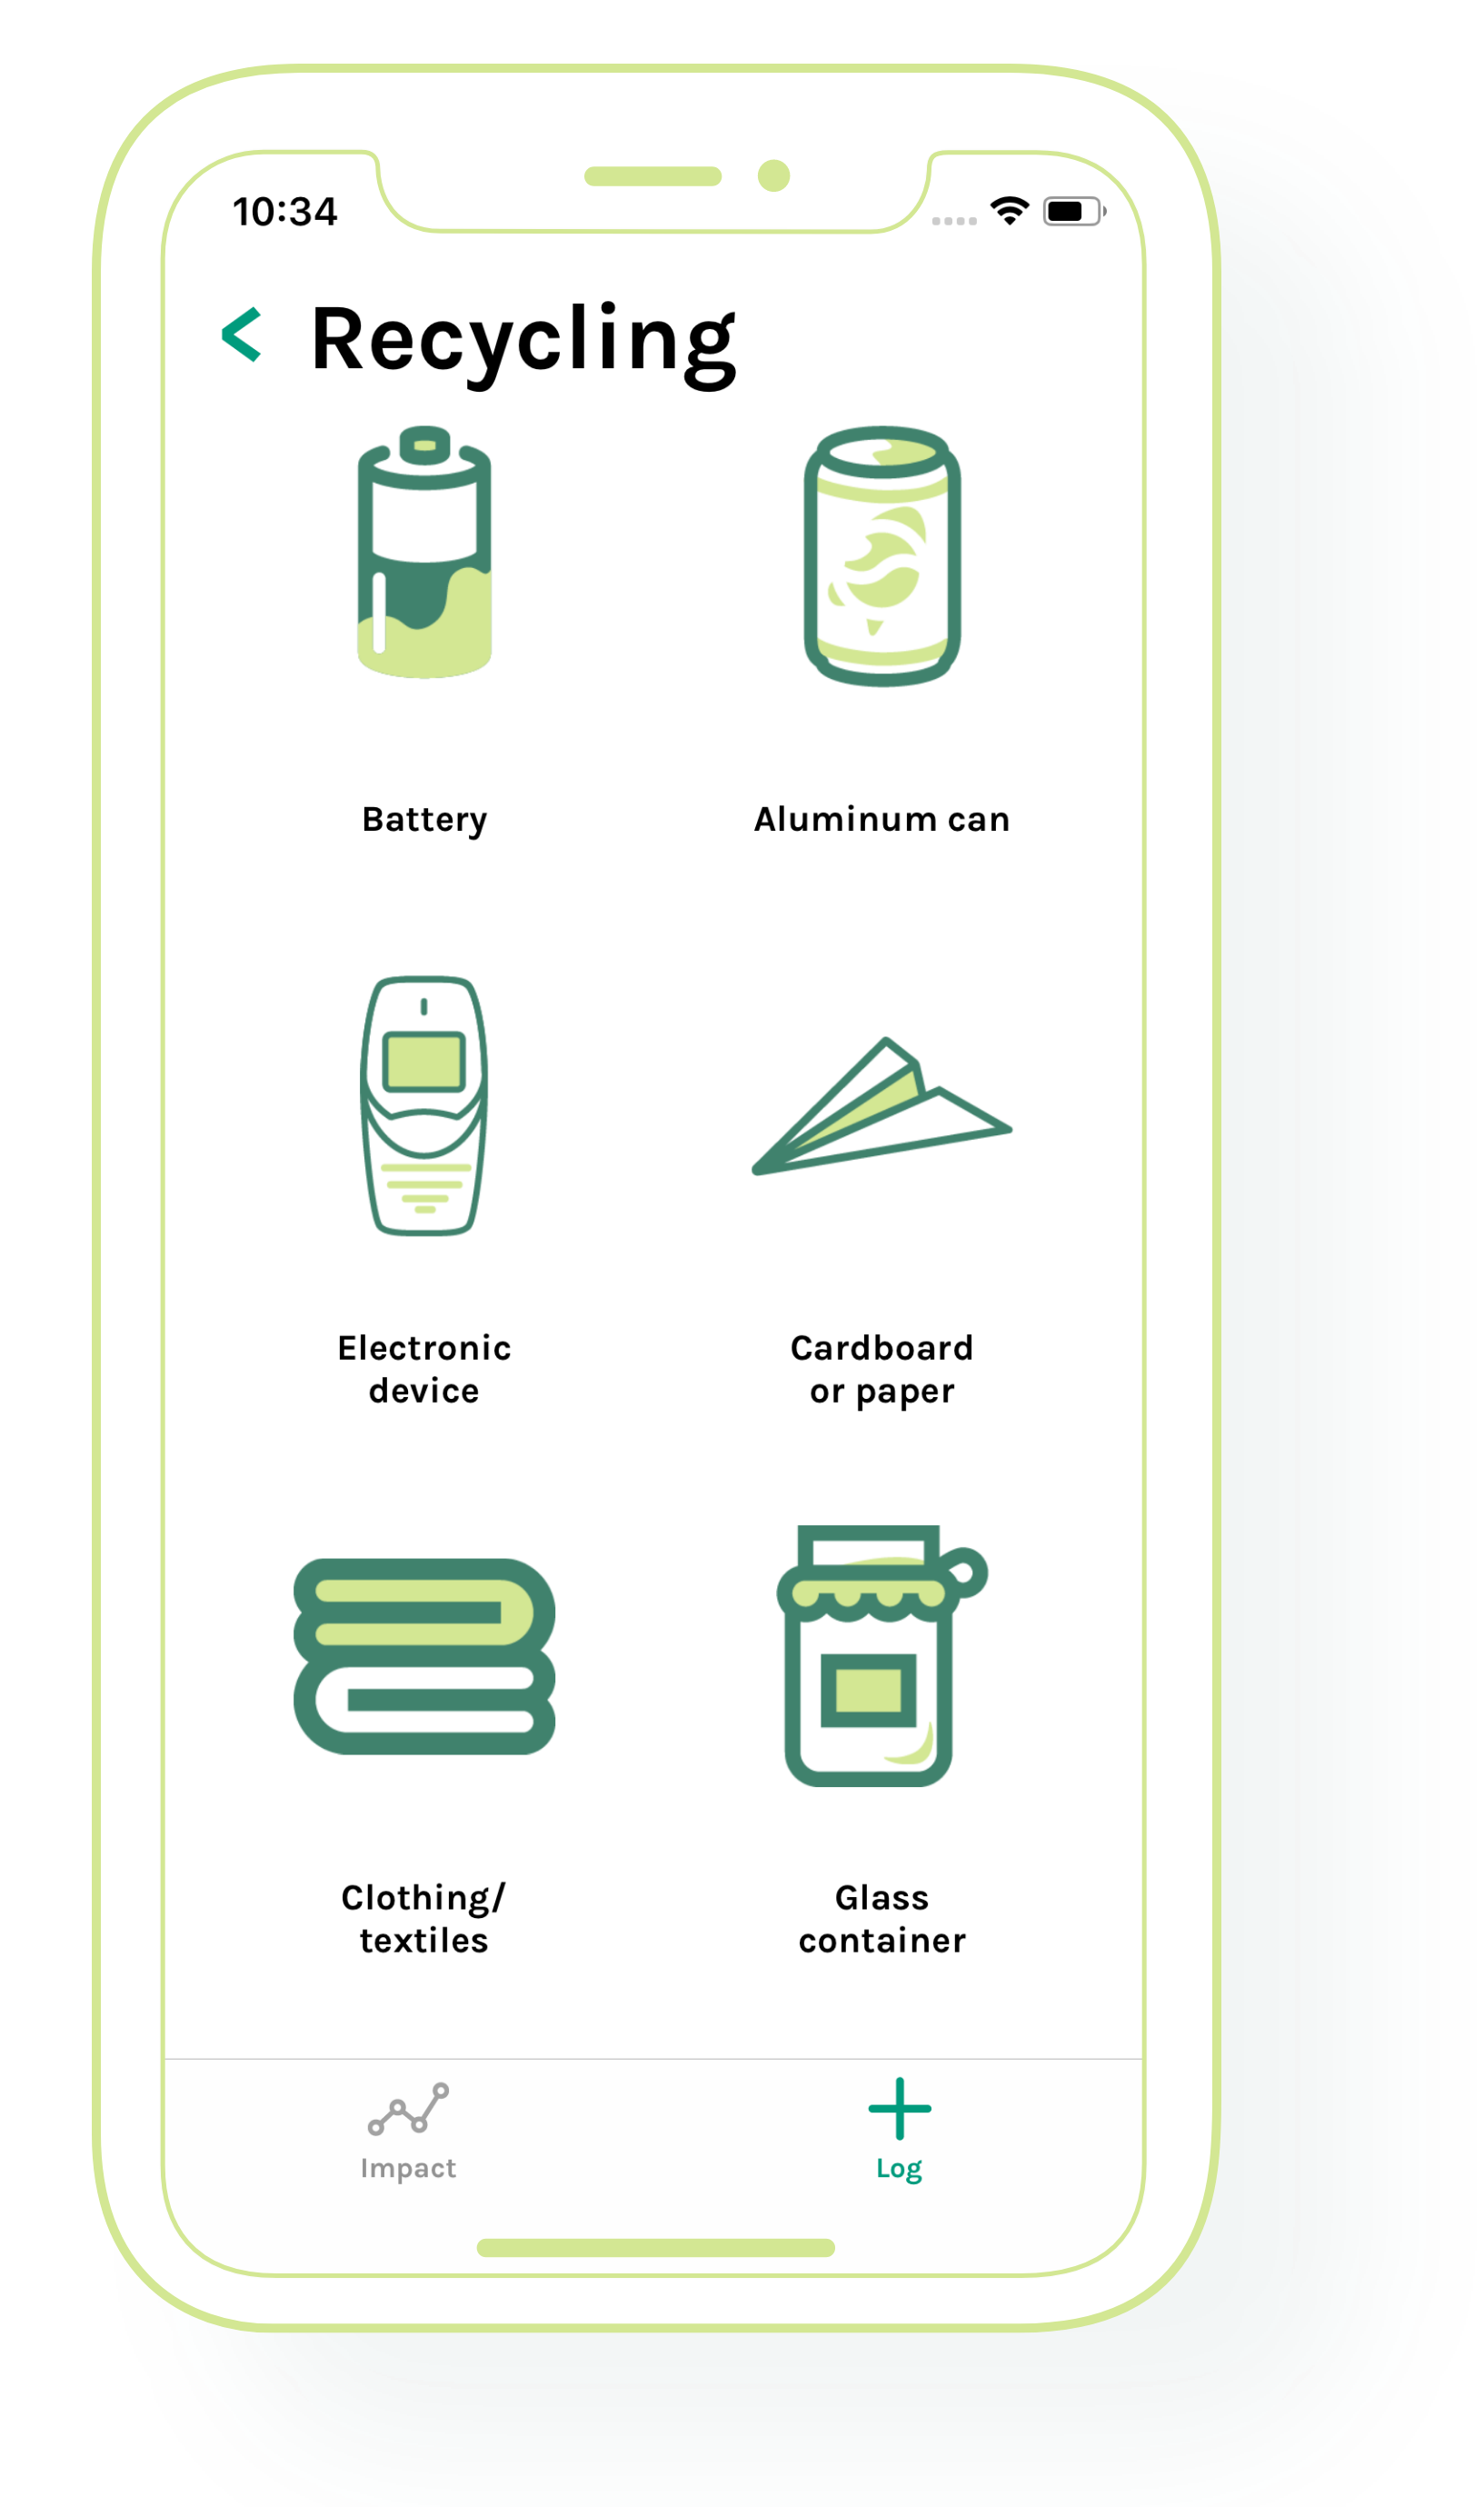 10:34
Recycling
Battery
Aluminum can
Electronic
device
Cardboard
or paper
Clothing/
textiles
Glass
container
Impact
Log